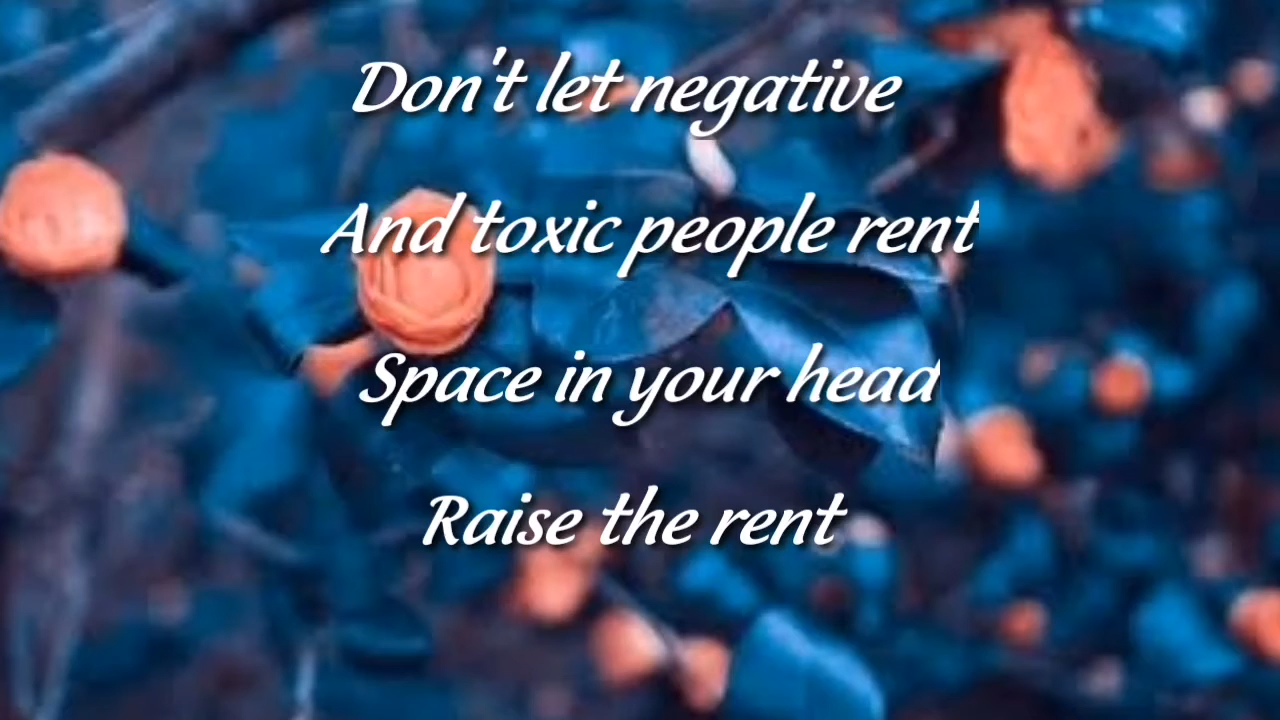 Don't let negative
And toxic people rent
Space in your head
Raise the rent